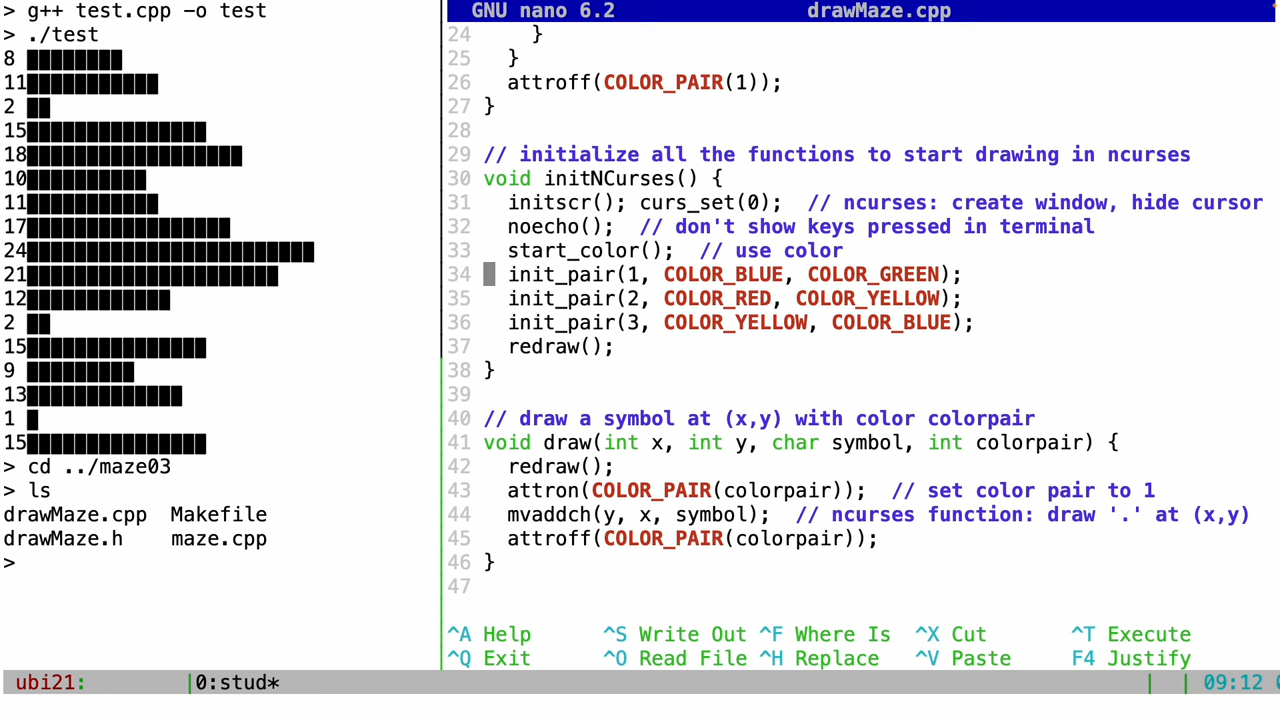 > g++ test.cpp -o test
> ./test
8 ████████
11███████████
2 ██
15███████████████
18██████████████████
10██████████
11███████████
17█████████████████
24████████████████████████
21█████████████████████
12████████████
2 ██
15███████████████
9 █████████
13█████████████
1 █
15███████████████
> cd ../maze03
> ls
drawMaze.cpp  Makefile
drawMaze.h    maze.cpp
>
GNU nano 6.2                drawMaze.cpp
24     }
25   }
26   attroff(COLOR_PAIR(1));
27 }
28
29 // initialize all the functions to start drawing in ncurses
30 void initNCurses() {
31   initscr(); curs_set(0);  // ncurses: create window, hide cursor
32   noecho();  // don't show keys pressed in terminal
33   start_color();  // use color
34   init_pair(1, COLOR_BLUE, COLOR_GREEN);
35   init_pair(2, COLOR_RED, COLOR_YELLOW);
36   init_pair(3, COLOR_YELLOW, COLOR_BLUE);
37   redraw();
38 }
39
40 // draw a symbol at (x,y) with color colorpair
41 void draw(int x, int y, char symbol, int colorpair) {
42   redraw();
43   attron(COLOR_PAIR(colorpair));  // set color pair to 1
44   mvaddch(y, x, symbol);  // ncurses function: draw '.' at (x,y)
45   attroff(COLOR_PAIR(colorpair));
46 }
47
^A Help      ^S Write Out ^F Where Is  ^X Cut       ^T Execute
^Q Exit      ^O Read File ^H Replace   ^V Paste     F4 Justify
ubi21:         |0:stud*                                   |  | 09:12